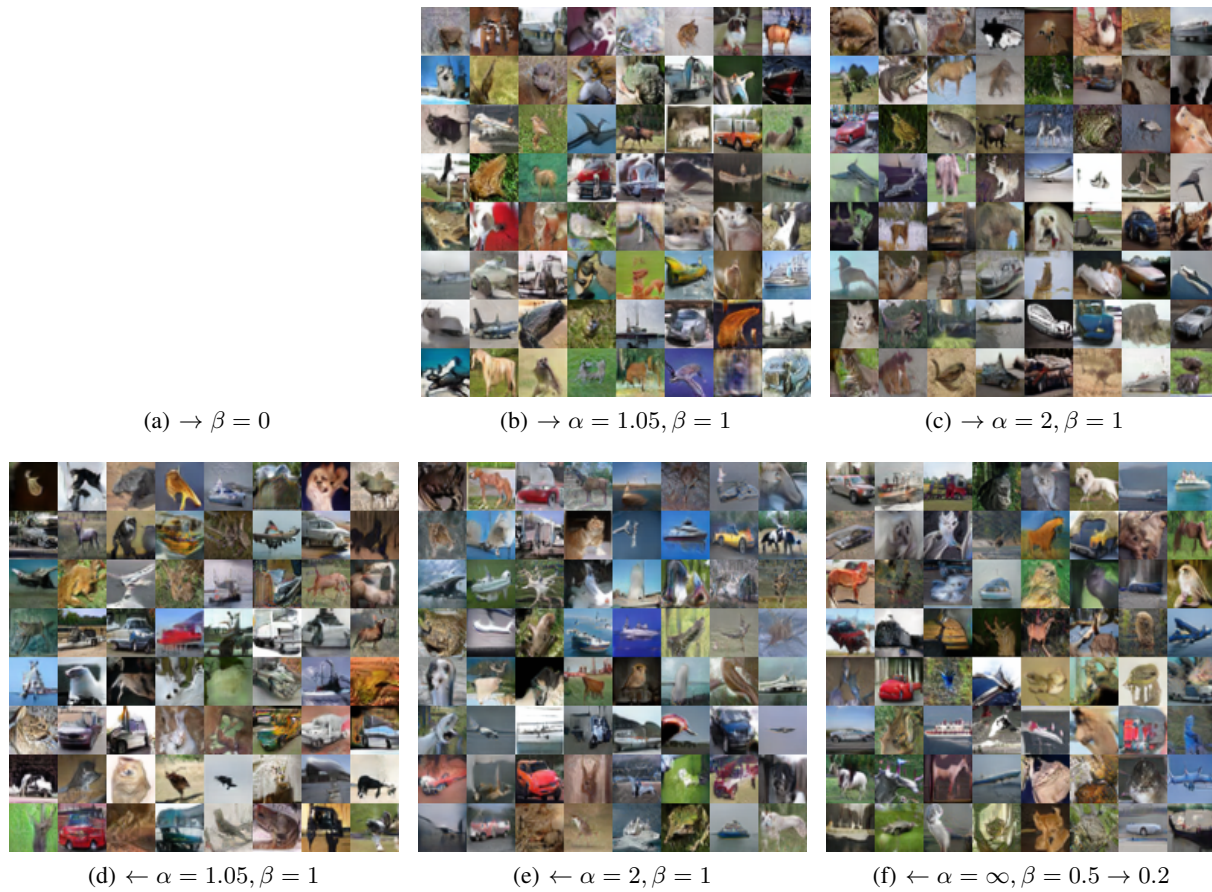 (a) → β = 0
(b) → α = 1.05, β = 1
(c) → α = 2, β = 1
(d) ← α = 1.05, β = 1
(e) ← α = 2, β = 1
(f) ← α = ∞, β = 0.5 → 0.2